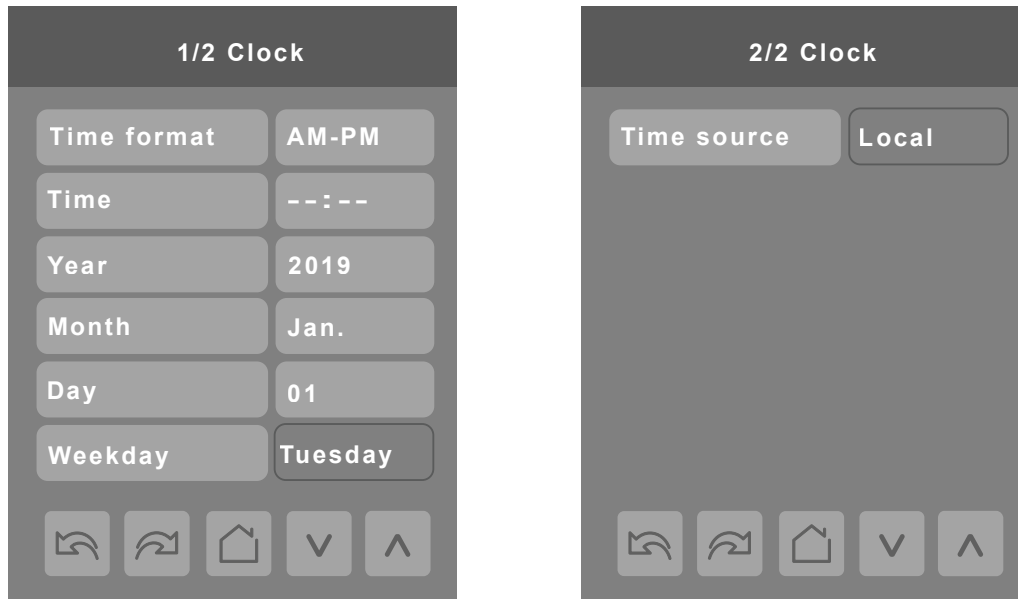 1/2 Clock
Time format AM-PM
Time --:--
Year 2019
Month Jan.
Day 01
Weekday Tuesday
2/2 Clock
Time source Local